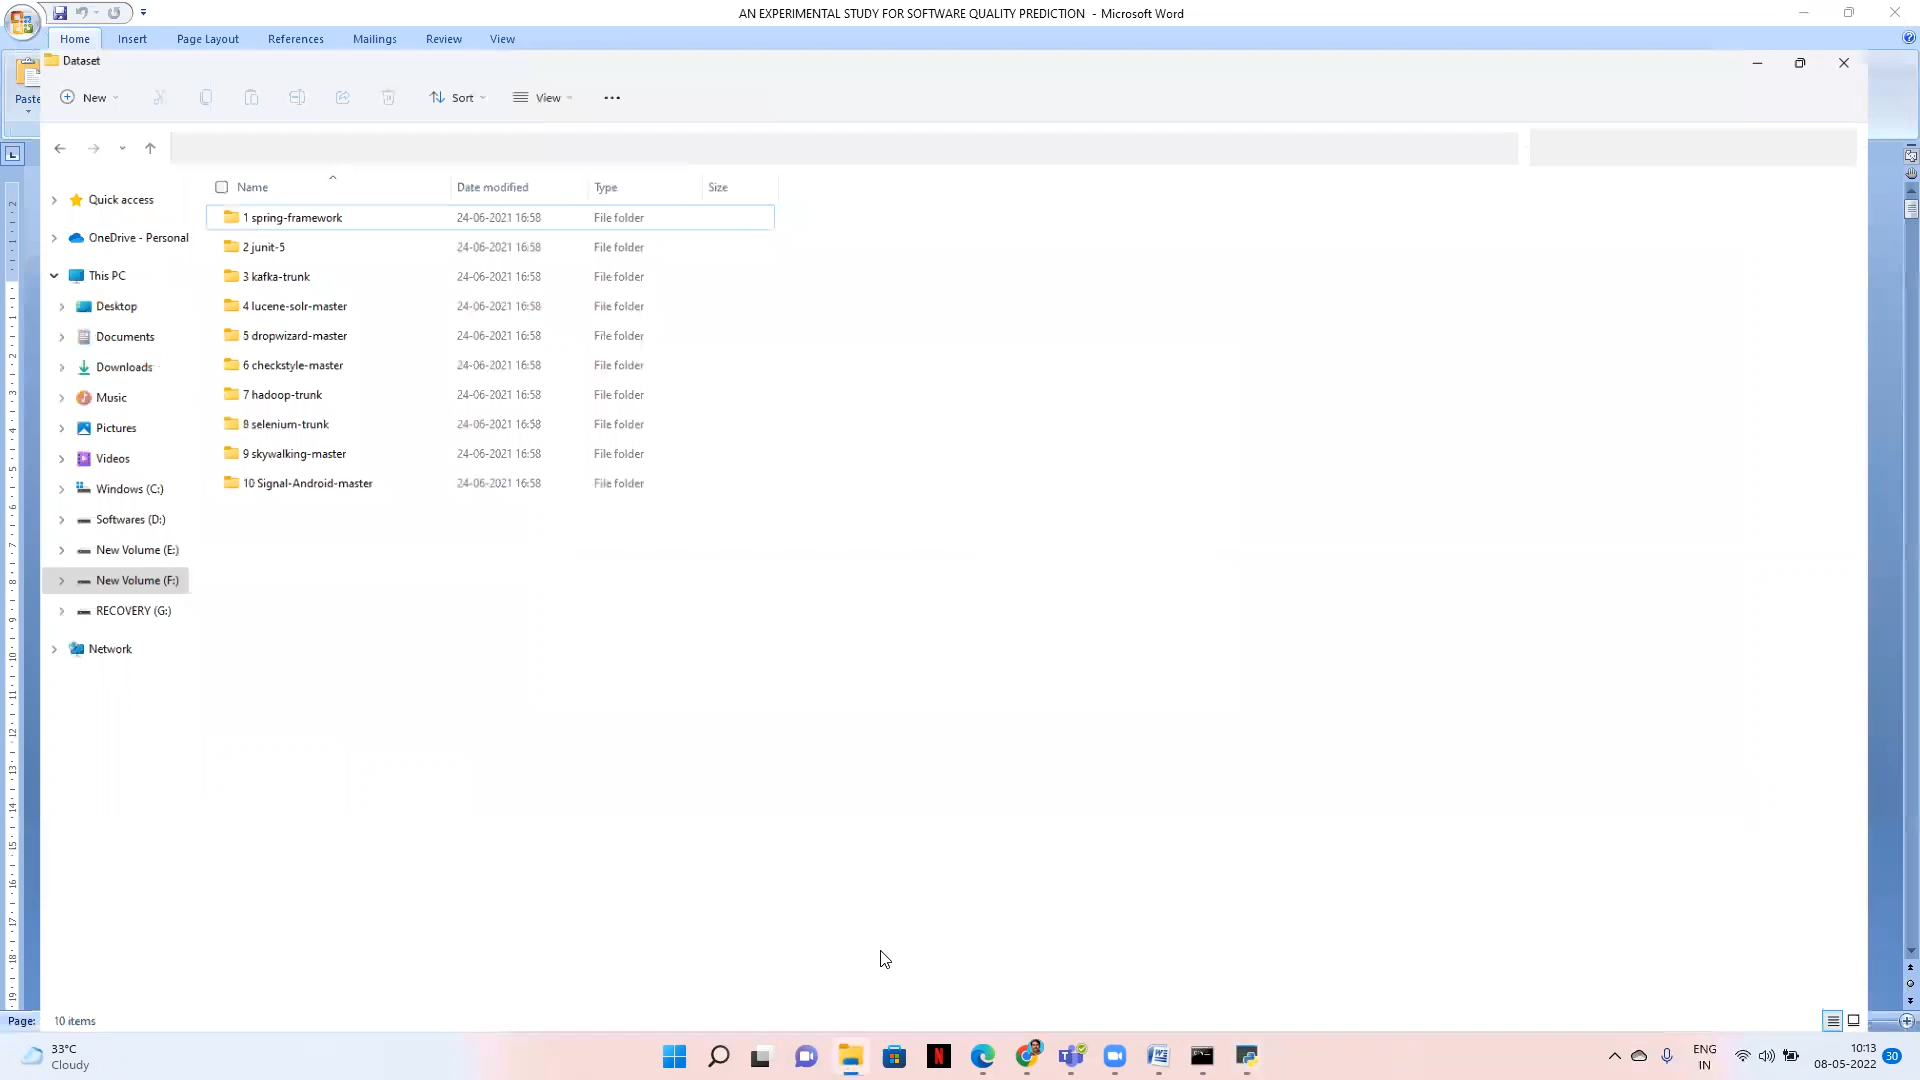 AN EXPERIMENTAL STUDY FOR SOFTWARE QUALITY PREDICTION - Microsoft Word
Home Insert Page Layout References Mailings Review View
Dataset
Paste
New Sort View
Name Date modified Type Size
Quick access
OneDrive - Personal
This PC
Desktop
Documents
Downloads
Music
Pictures
Videos
Windows (C:)
Softwares (D:)
New Volume (E:)
New Volume (F:)
RECOVERY (G:)
Network
1 spring-framework 24-06-2021 16:58 File folder
2 junit-5 24-06-2021 16:58 File folder
3 kafka-trunk 24-06-2021 16:58 File folder
4 lucene-solr-master 24-06-2021 16:58 File folder
5 dropwizard-master 24-06-2021 16:58 File folder
6 checkstyle-master 24-06-2021 16:58 File folder
7 hadoop-trunk 24-06-2021 16:58 File folder
8 selenium-trunk 24-06-2021 16:58 File folder
9 skywalking-master 24-06-2021 16:58 File folder
10 Signal-Android-master 24-06-2021 16:58 File folder
10 items
Page:
33°C
Cloudy
ENG
IN
10:13
08-05-2022
30